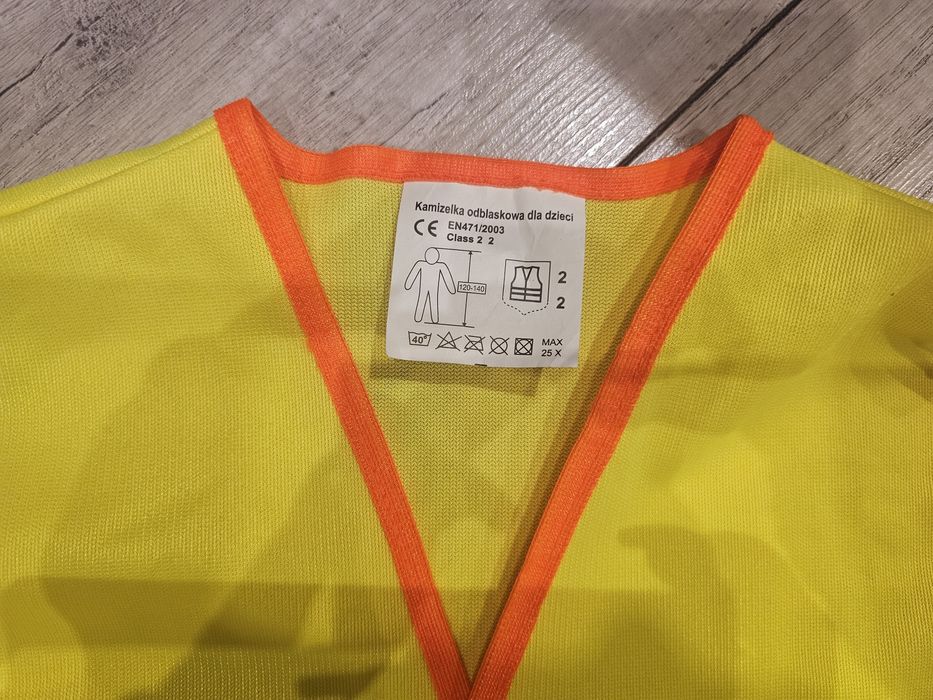 Kamizelka odblaskowa dla dzieci
CE EN471/2003
Class 2 2
120-140
2
2
40°
MAX
25 X